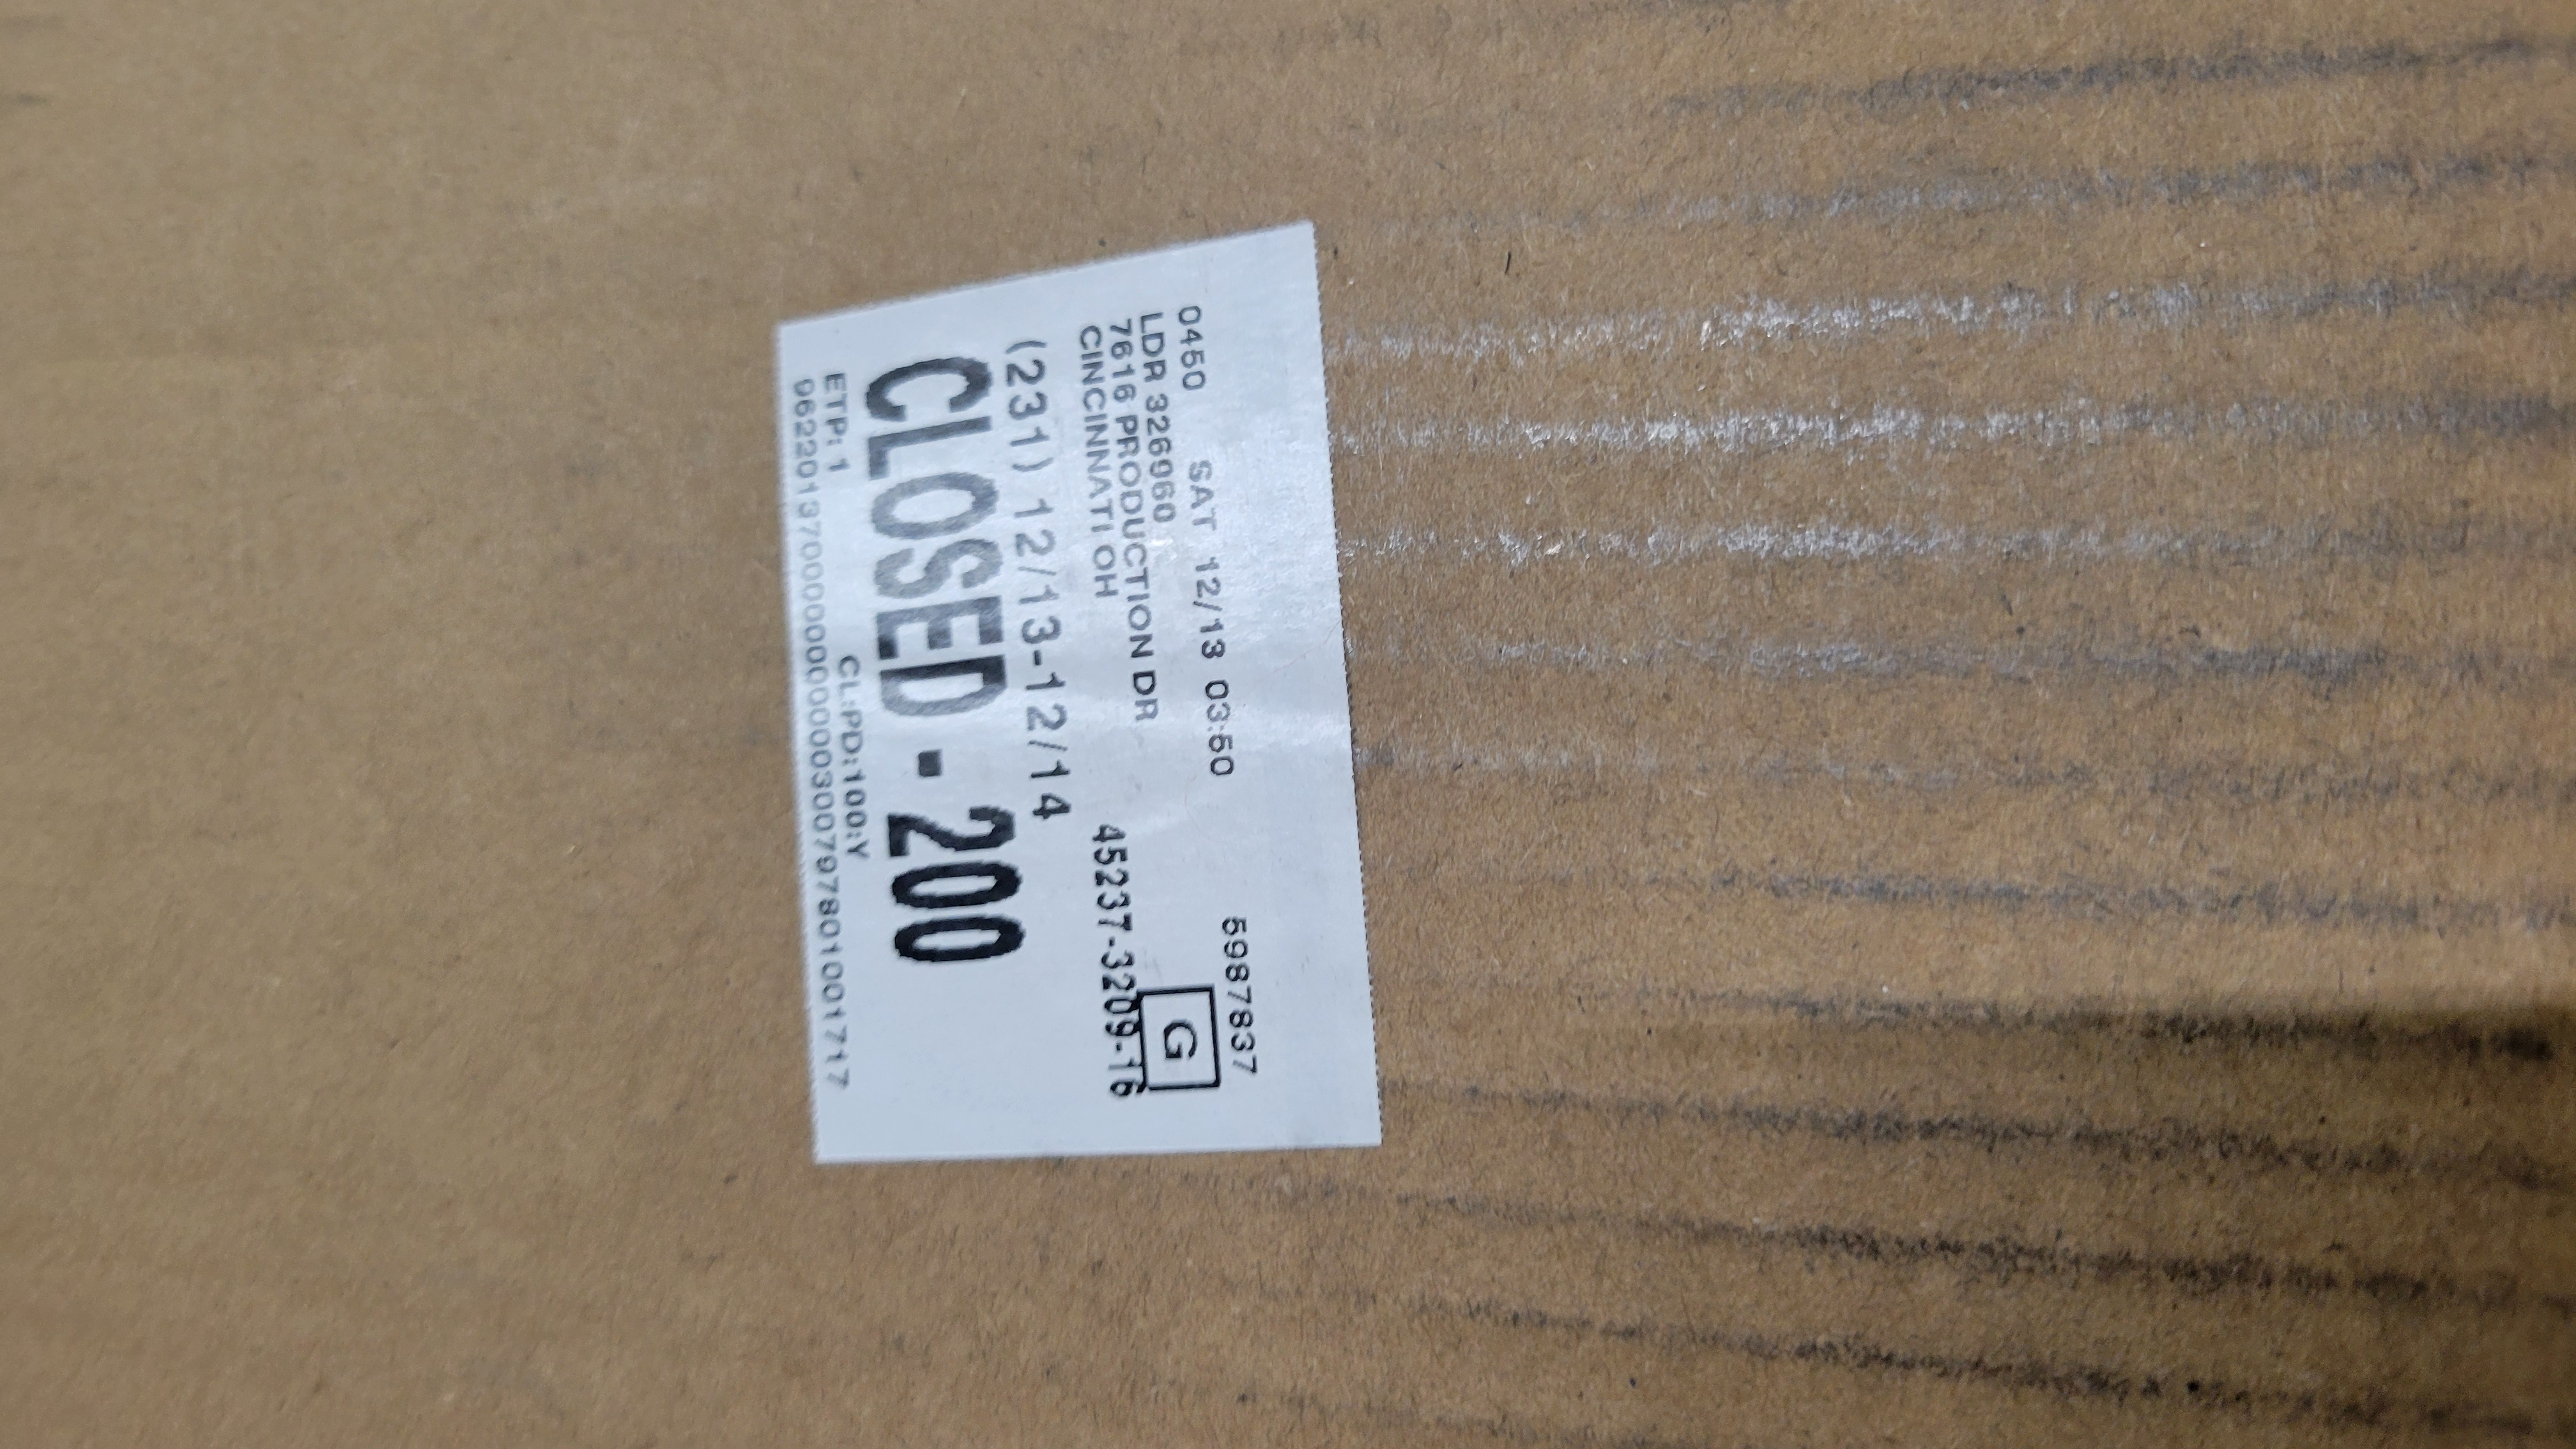 0450 SAT 12/13 03:50 5987837
LDR 326960
7616 PRODUCTION DR
G
CINCINNATI OH 45237-3209-16
(231) 12/13-12/14
CLOSED - 200
ETP: 1 CL:PD:100:Y